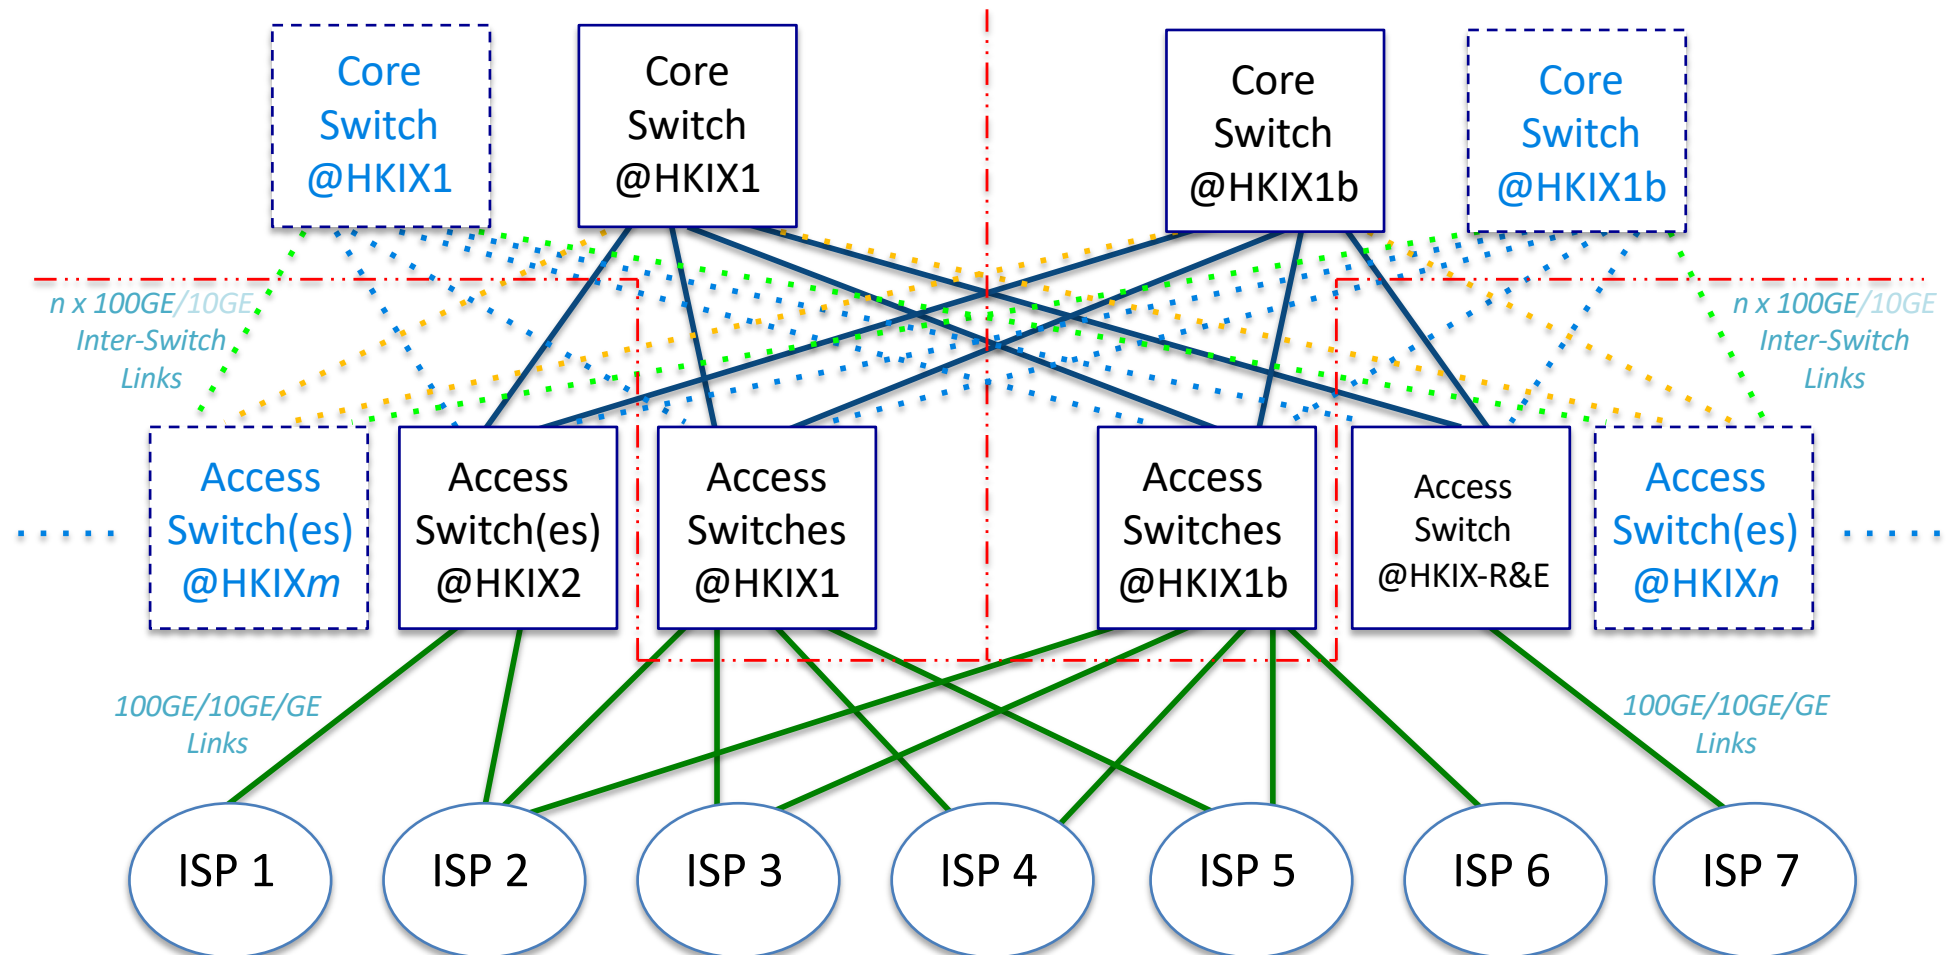 Core
Switch
@HKIX1
Core
Switch
@HKIX1
Core
Switch
@HKIX1b
Core
Switch
@HKIX1b
n x 100GE/10GE
Inter-Switch
Links
n x 100GE/10GE
Inter-Switch
Links
Access
Switch(es)
@HKIXm
Access
Switch(es)
@HKIX2
Access
Switches
@HKIX1
Access
Switches
@HKIX1b
Access
Switch
@HKIX-R&E
Access
Switch(es)
@HKIXn
100GE/10GE/GE
Links
100GE/10GE/GE
Links
ISP 1
ISP 2
ISP 3
ISP 4
ISP 5
ISP 6
ISP 7